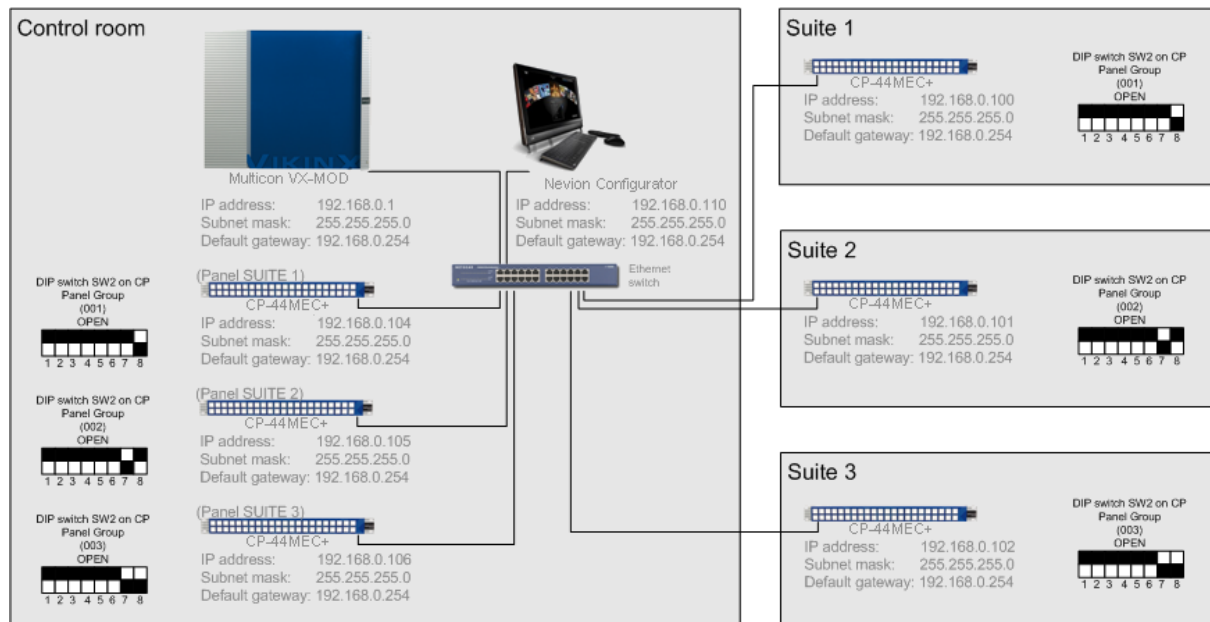 Control room
VIKINX
Multicon VX-MOD
IP address: 192.168.0.1
Subnet mask: 255.255.255.0
Default gateway: 192.168.0.254
Nevion Configurator
IP address: 192.168.0.110
Subnet mask: 255.255.255.0
Default gateway: 192.168.0.254
Ethernet
switch
DIP switch SW2 on CP
Panel Group
(001)
OPEN
1 2 3 4 5 6 7 8
(Panel SUITE 1)
CP-44MEC+
IP address: 192.168.0.104
Subnet mask: 255.255.255.0
Default gateway: 192.168.0.254
DIP switch SW2 on CP
Panel Group
(002)
OPEN
1 2 3 4 5 6 7 8
(Panel SUITE 2)
CP-44MEC+
IP address: 192.168.0.105
Subnet mask: 255.255.255.0
Default gateway: 192.168.0.254
DIP switch SW2 on CP
Panel Group
(003)
OPEN
1 2 3 4 5 6 7 8
(Panel SUITE 3)
CP-44MEC+
IP address: 192.168.0.106
Subnet mask: 255.255.255.0
Default gateway: 192.168.0.254
Suite 1
CP-44MEC+
IP address: 192.168.0.100
Subnet mask: 255.255.255.0
Default gateway: 192.168.0.254
DIP switch SW2 on CP
Panel Group
(001)
OPEN
1 2 3 4 5 6 7 8
Suite 2
CP-44MEC+
IP address: 192.168.0.101
Subnet mask: 255.255.255.0
Default gateway: 192.168.0.254
DIP switch SW2 on CP
Panel Group
(002)
OPEN
1 2 3 4 5 6 7 8
Suite 3
CP-44MEC+
IP address: 192.168.0.102
Subnet mask: 255.255.255.0
Default gateway: 192.168.0.254
DIP switch SW2 on CP
Panel Group
(003)
OPEN
1 2 3 4 5 6 7 8